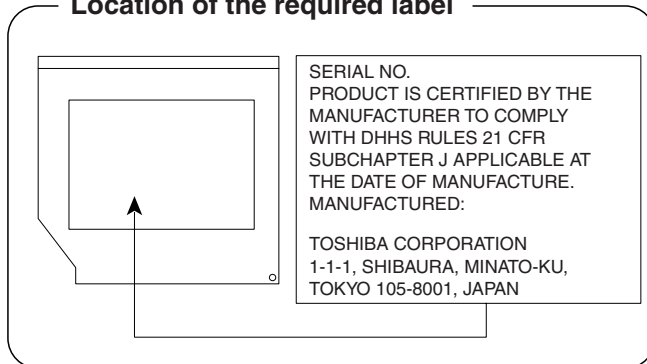 Location of the required label
SERIAL NO.
PRODUCT IS CERTIFIED BY THE
MANUFACTURER TO COMPLY
WITH DHHS RULES 21 CFR
SUBCHAPTER J APPLICABLE AT
THE DATE OF MANUFACTURE.
MANUFACTURED:
TOSHIBA CORPORATION
1-1-1, SHIBAURA, MINATO-KU,
TOKYO 105-8001, JAPAN